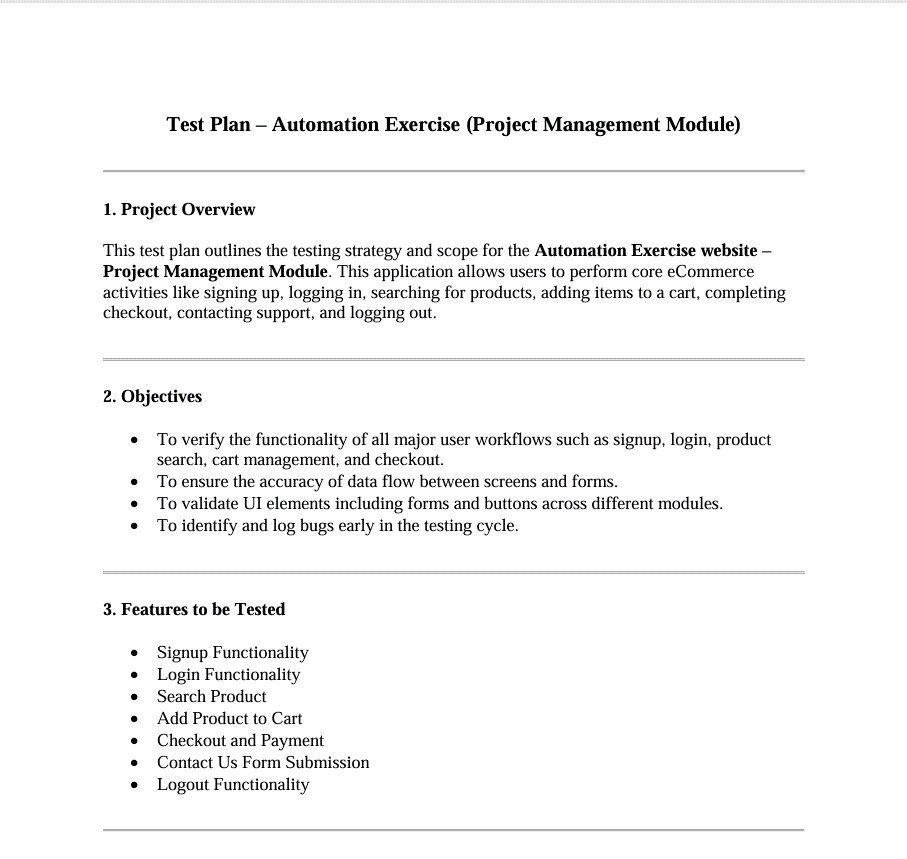 Test Plan – Automation Exercise (Project Management Module)
1. Project Overview
This test plan outlines the testing strategy and scope for the Automation Exercise website –
Project Management Module. This application allows users to perform core eCommerce
activities like signing up, logging in, searching for products, adding items to a cart, completing
checkout, contacting support, and logging out.
2. Objectives
• To verify the functionality of all major user workflows such as signup, login, product
search, cart management, and checkout.
• To ensure the accuracy of data flow between screens and forms.
• To validate UI elements including forms and buttons across different modules.
• To identify and log bugs early in the testing cycle.
3. Features to be Tested
• Signup Functionality
• Login Functionality
• Search Product
• Add Product to Cart
• Checkout and Payment
• Contact Us Form Submission
• Logout Functionality